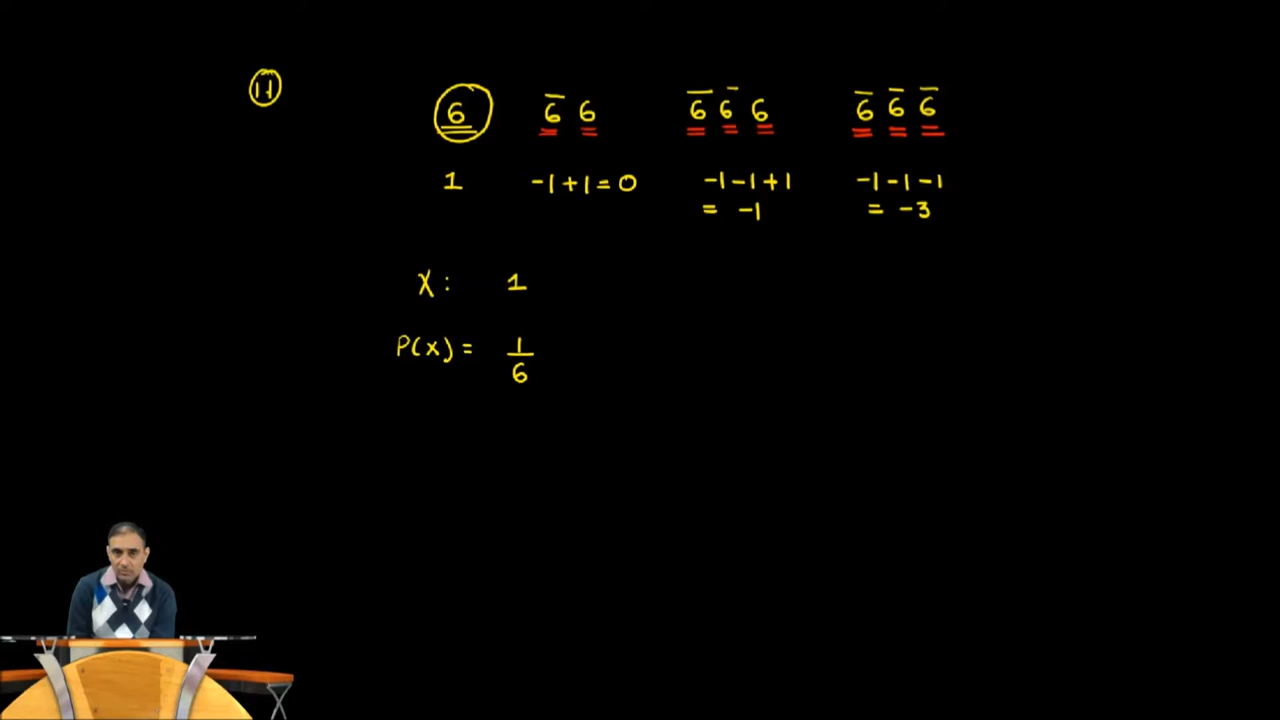 11
6 6̅ 6 6̅ 6̅ 6 6̅ 6̅ 6̅
1 -1+1=0 -1-1+1 -1-1-1
= -1 = -3
X: 1
P(x) = 1/6